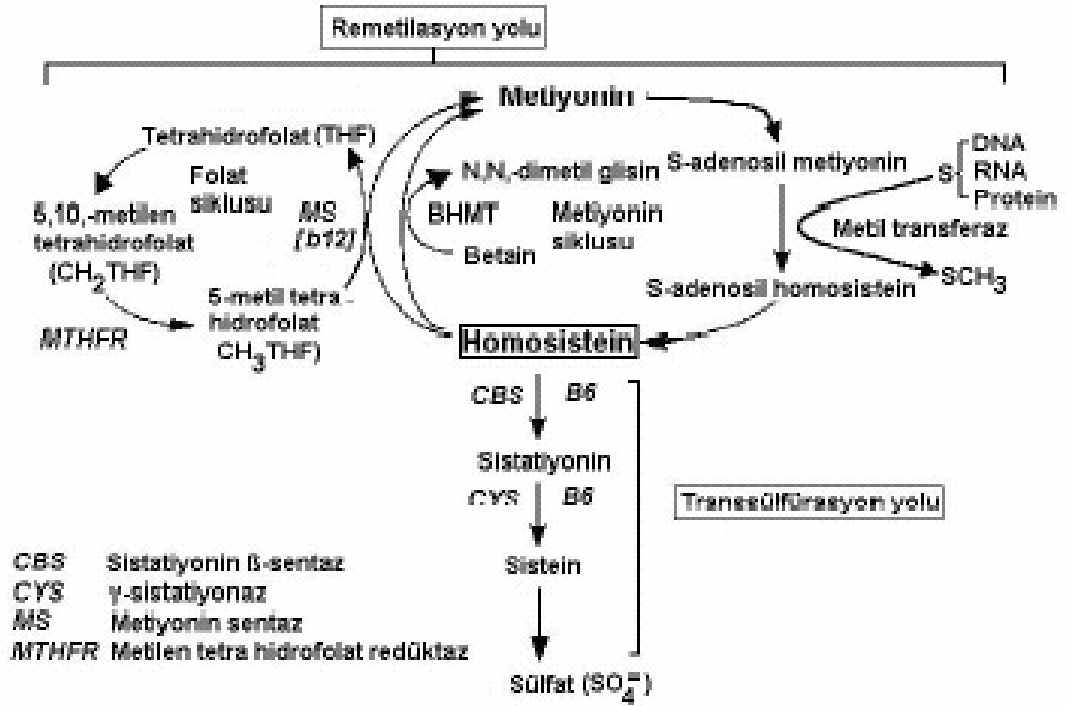 Remetilasyon yolu
Metiyonin
Tetrahidrofolat (THF)
Folat
siklusu
5,10,-metilen
tetrahidrofolat
(CH2THF)
MTHFR
5-metil tetra
hidrofolat
CH3THF)
MS
[b12]
N,N,-dimetil glisin
BHMT
Betain
Metiyonin
siklusu
S-adenosil metiyonin
S
DNA
RNA
Protein
Metil transferaz
SCH3
S-adenosil homosistein
Homosistein
CBS B6
Sistatiyonin
CYS B6
Sistein
Sülfat (SO4=)
Transsülfürasyon yolu
CBS Sistatiyonin ß-sentaz
CYS γ-sistatiyonaz
MS Metiyonin sentaz
MTHFR Metilen tetra hidrofolat redüktaz